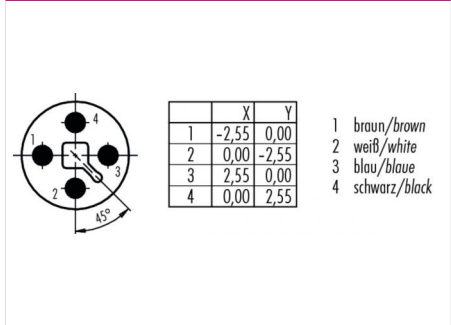 4
1
3
2
45°
X Y
1 -2,55 0,00
2 0,00 -2,55
3 2,55 0,00
4 0,00 2,55
1 braun/brown
2 weiß/white
3 blau/blaue
4 schwarz/black